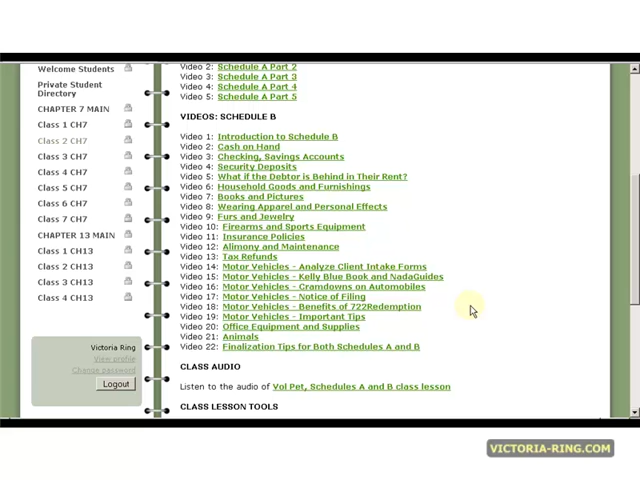 Welcome Students
Private Student
Directory
CHAPTER 7 MAIN
Class 1 CH7
Class 2 CH7
Class 3 CH7
Class 4 CH7
Class 5 CH7
Class 6 CH7
Class 7 CH7
CHAPTER 13 MAIN
Class 1 CH13
Class 2 CH13
Class 3 CH13
Class 4 CH13
Victoria Ring
View profile
Change password
Logout
Video 2: Schedule A Part 2
Video 3: Schedule A Part 3
Video 4: Schedule A Part 4
Video 5: Schedule A Part 5
VIDEOS: SCHEDULE B
Video 1: Introduction to Schedule B
Video 2: Cash on Hand
Video 3: Checking, Savings Accounts
Video 4: Security Deposits
Video 5: What if the Debtor is Behind in Their Rent?
Video 6: Household Goods and Furnishings
Video 7: Books and Pictures
Video 8: Wearing Apparel and Personal Effects
Video 9: Furs and Jewelry
Video 10: Firearms and Sports Equipment
Video 11: Insurance Policies
Video 12: Alimony and Maintenance
Video 13: Tax Refunds
Video 14: Motor Vehicles - Analyze Client Intake Forms
Video 15: Motor Vehicles - Kelly Blue Book and NadaGuides
Video 16: Motor Vehicles - Cramdowns on Automobiles
Video 17: Motor Vehicles - Notice of Filing
Video 18: Motor Vehicles - Benefits of 722Redemption
Video 19: Motor Vehicles - Important Tips
Video 20: Office Equipment and Supplies
Video 21: Animals
Video 22: Finalization Tips for Both Schedules A and B
CLASS AUDIO
Listen to the audio of Vol Pet, Schedules A and B class lesson
CLASS LESSON TOOLS
VICTORIA-RING.COM